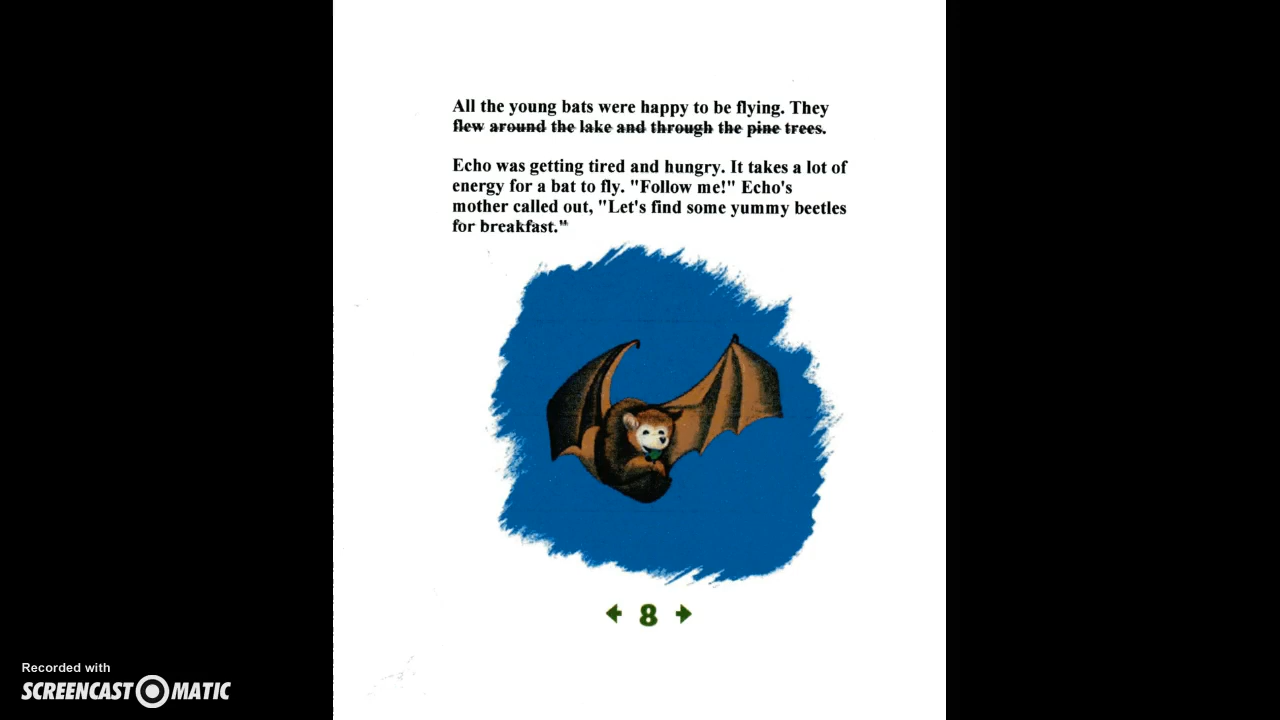 All the young bats were happy to be flying. They
flew around the lake and through the pine trees.
Echo was getting tired and hungry. It takes a lot of
energy for a bat to fly. "Follow me!" Echo's
mother called out, "Let's find some yummy beetles
for breakfast."
8
Recorded with
SCREENCAST MATIC